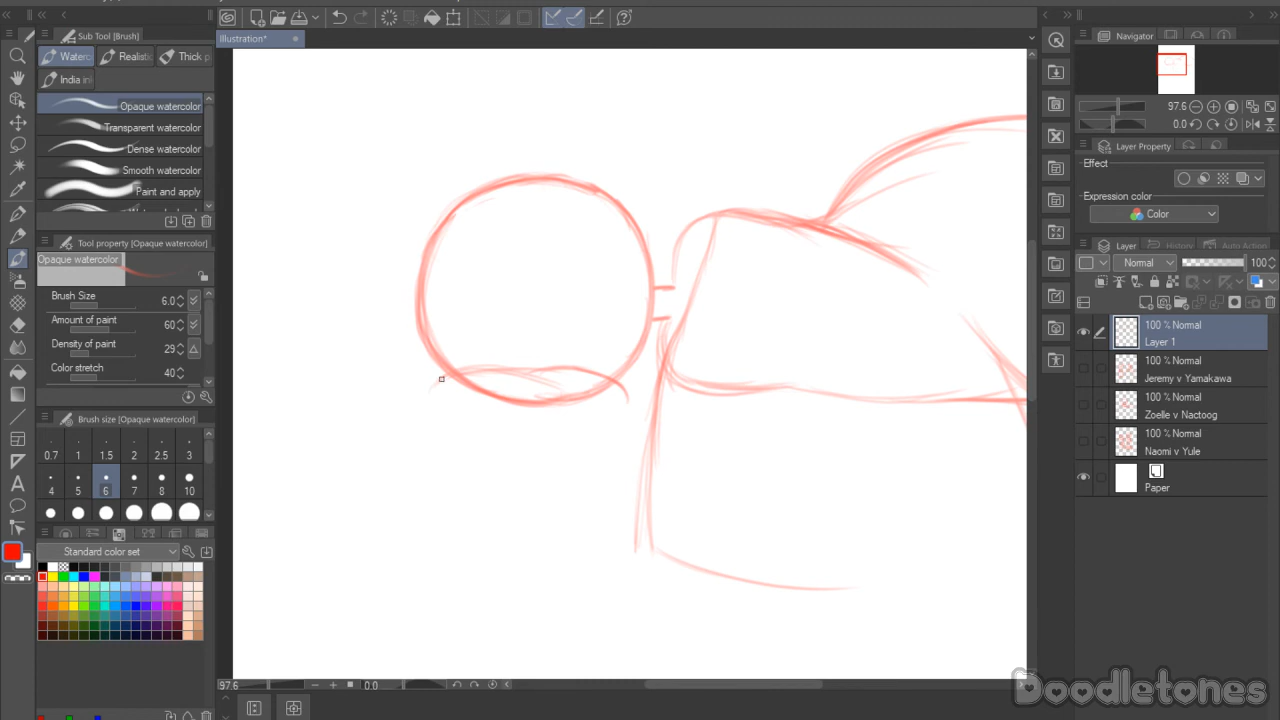 Sub Tool [Brush]
Illustration*
Navigator
Realistic
Thick p
India in
Opaque watercolor
Transparent watercolor
Dense watercolor
Smooth watercolor
Paint and apply
97.6
0.0
Layer Property
Effect
Expression color
Color
Tool property [Opaque watercolor]
Opaque watercolor
Brush Size 6.0
Amount of paint 60
Density of paint 29
Color stretch 40
Layer
History
Auto Action
Normal
100
100 % Normal
Layer 1
100 % Normal
Jeremy v Yamakawa
100 % Normal
Zoelle v Nactoog
100 % Normal
Naomi v Yule
Paper
Brush size [Opaque watercolor]
0.7 1 1.5 2 2.5 3
4 5 6 7 8 10
Standard color set
97.6
0.0
Doodletones